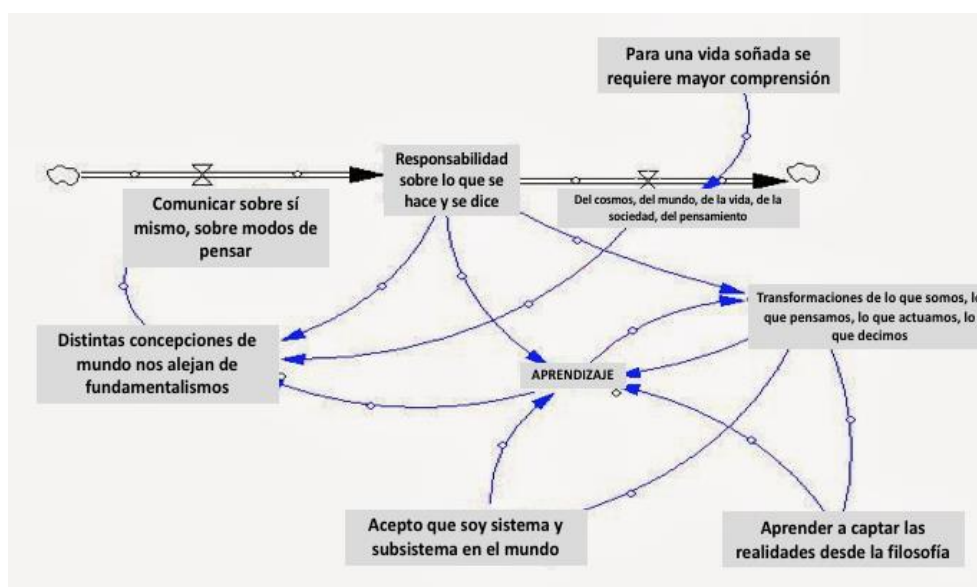 Para una vida soñada se
requiere mayor comprensión
Responsabilidad
sobre lo que se
hace y se dice
Comunicar sobre sí
mismo, sobre modos de
pensar
Del cosmos, del mundo, de la vida, de la
sociedad, del pensamiento
Transformaciones de lo que somos, lo
que pensamos, lo que actuamos, lo
que decimos
Distintas concepciones de
mundo nos alejan de
fundamentalismos
APRENDIZAJE
Acepto que soy sistema y
subsistema en el mundo
Aprender a captar las
realidades desde la filosofía